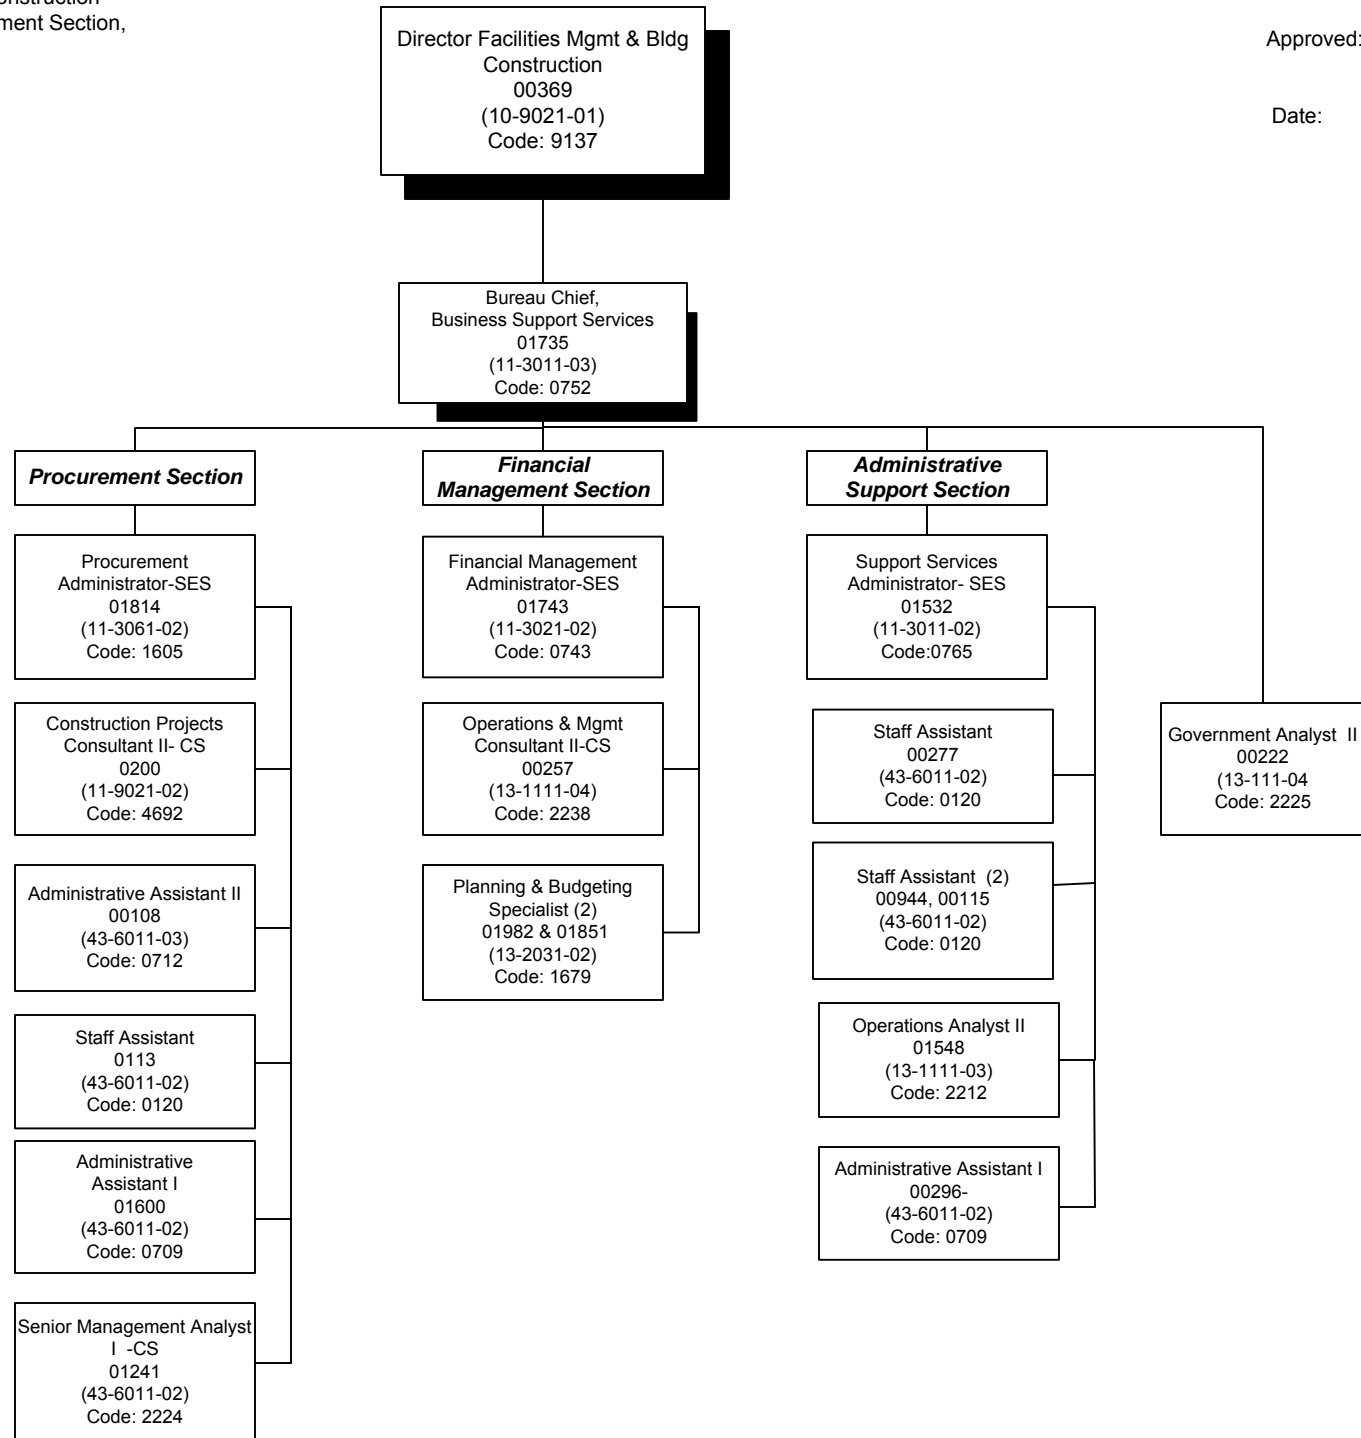 ment Section,
Approved:
Date:
Director Facilities Mgmt & Bldg
Construction
00369
(10-9021-01)
Code: 9137
Bureau Chief,
Business Support Services
01735
(11-3011-03)
Code: 0752
Procurement Section
Procurement
Administrator-SES
01814
(11-3061-02)
Code: 1605
Construction Projects
Consultant II- CS
0200
(11-9021-02)
Code: 4692
Administrative Assistant II
00108
(43-6011-03)
Code: 0712
Staff Assistant
0113
(43-6011-02)
Code: 0120
Administrative
Assistant I
01600
(43-6011-02)
Code: 0709
Senior Management Analyst
I -CS
01241
(43-6011-02)
Code: 2224
Financial
Management Section
Financial Management
Administrator-SES
01743
(11-3021-02)
Code: 0743
Operations & Mgmt
Consultant II-CS
00257
(13-1111-04)
Code: 2238
Planning & Budgeting
Specialist (2)
01982 & 01851
(13-2031-02)
Code: 1679
Administrative
Support Section
Support Services
Administrator- SES
01532
(11-3011-02)
Code:0765
Staff Assistant
00277
(43-6011-02)
Code: 0120
Staff Assistant (2)
00944, 00115
(43-6011-02)
Code: 0120
Operations Analyst II
01548
(13-1111-03)
Code: 2212
Administrative Assistant I
00296-
(43-6011-02)
Code: 0709
Government Analyst II
00222
(13-111-04
Code: 2225